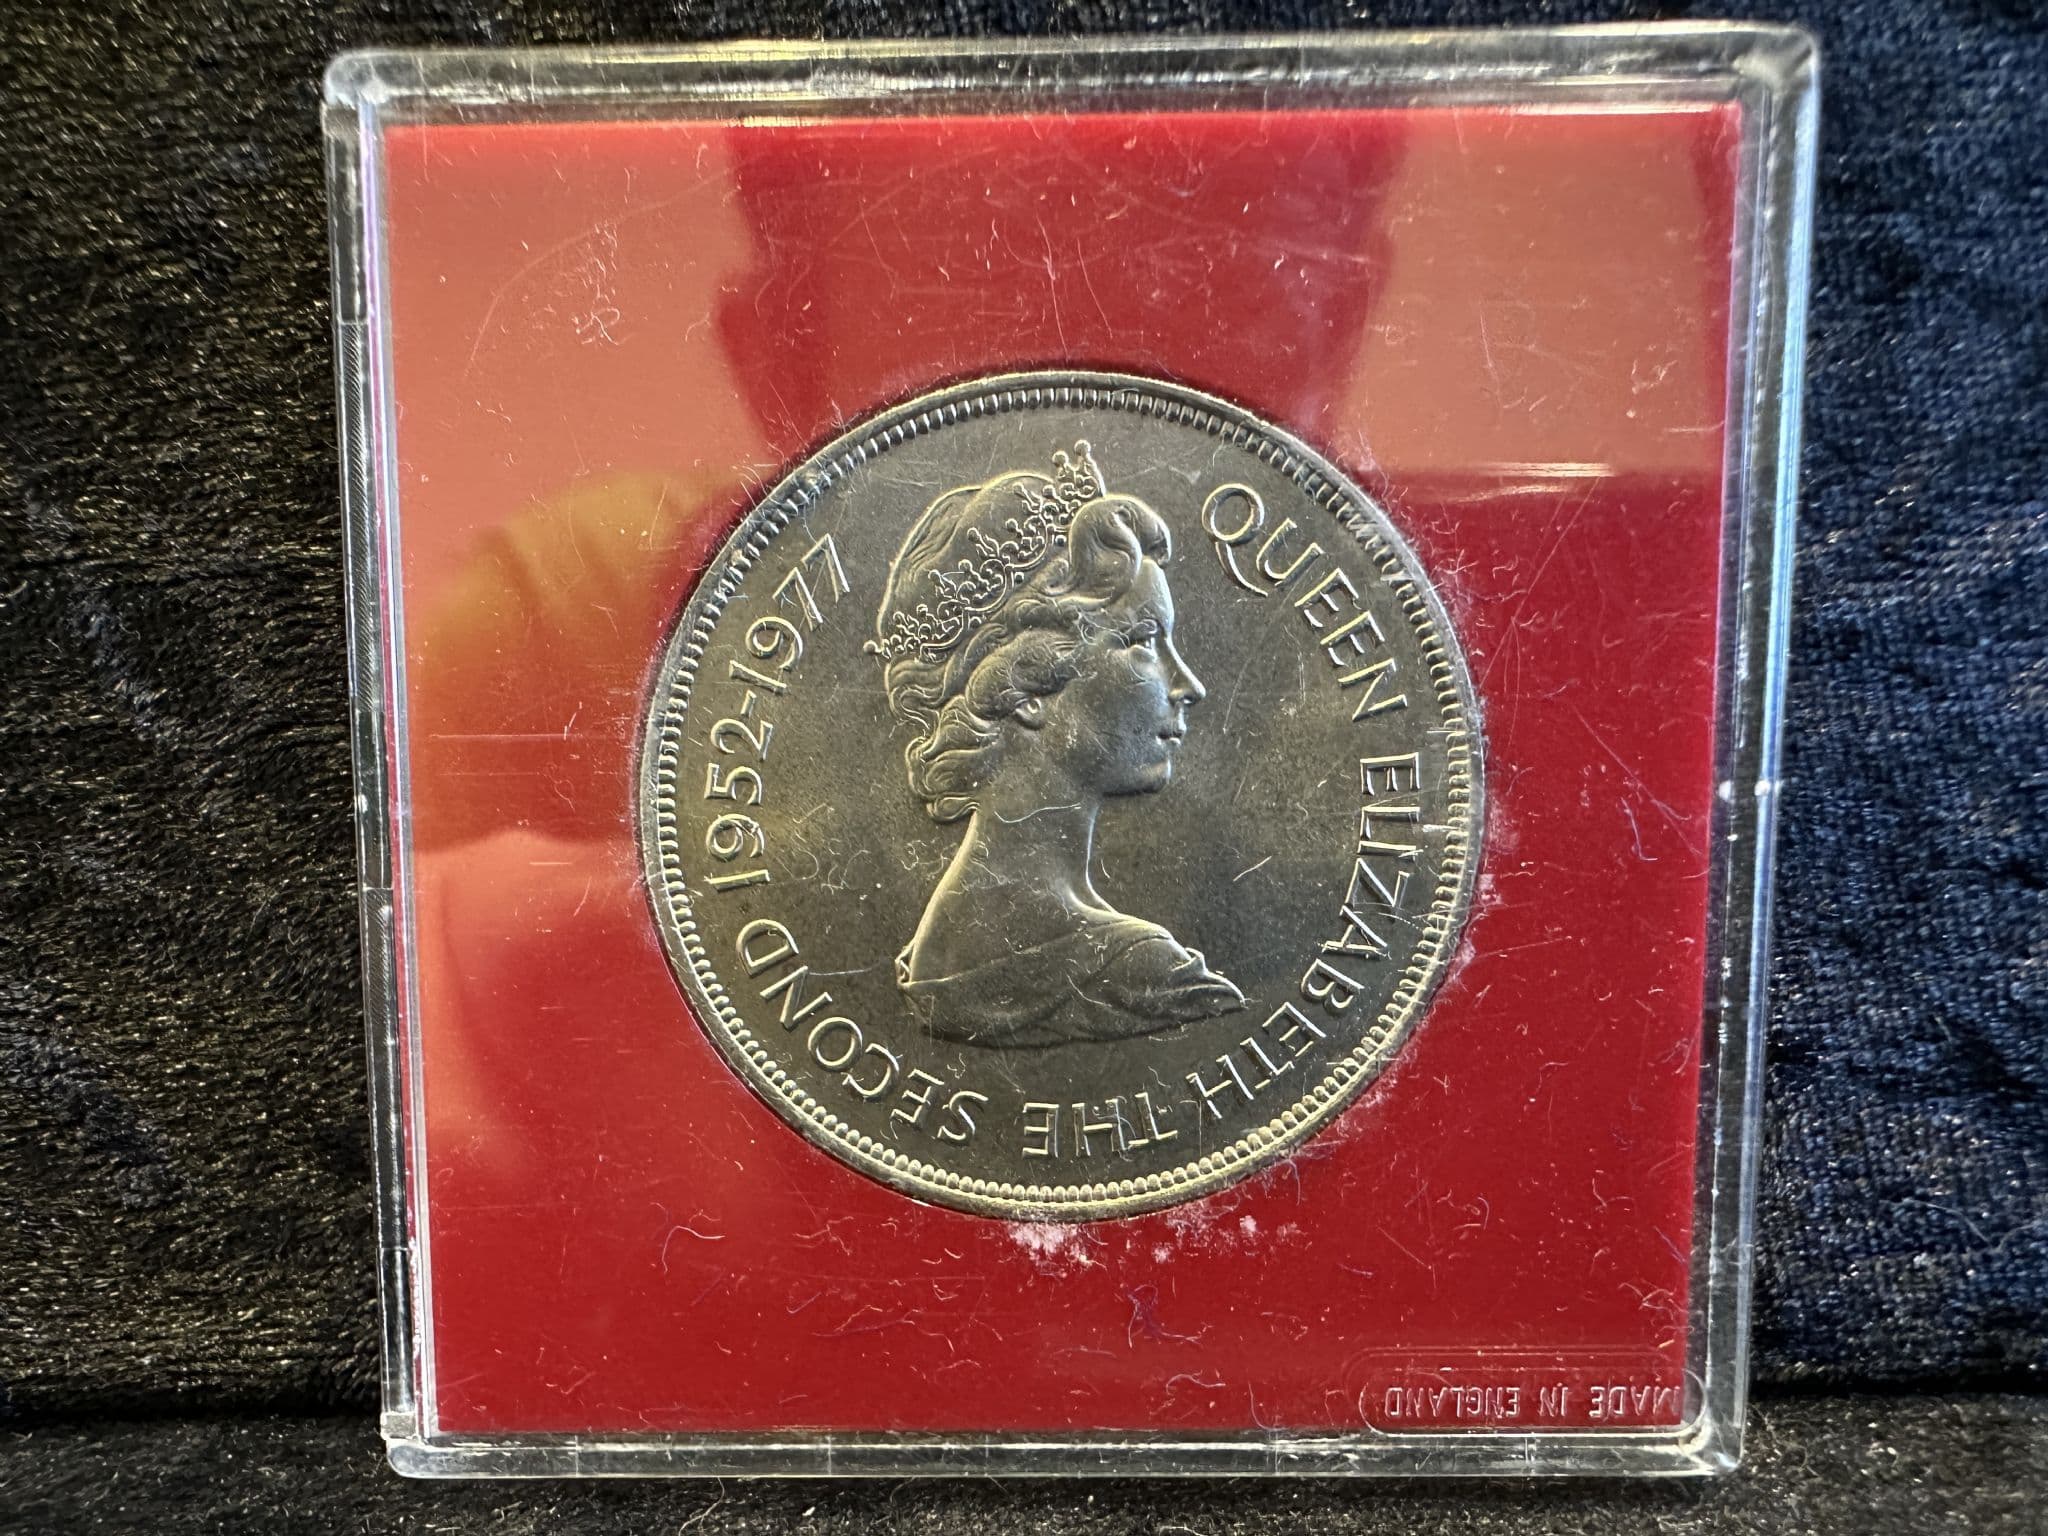 QUEEN ELIZABETH THE SECOND 1952-1977
MADE IN ENGLAND